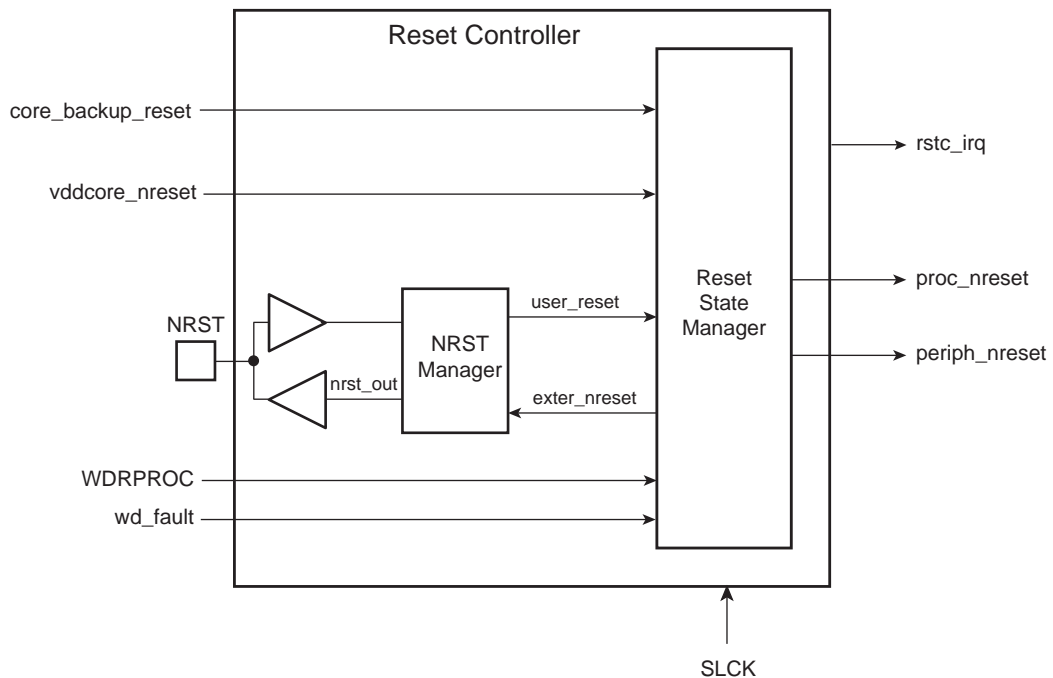 Reset Controller
core_backup_reset
rstc_irq
vddcore_nreset
Reset
State
Manager
proc_nreset
user_reset
NRST
NRST
Manager
periph_nreset
nrst_out
exter_nreset
WDRPROC
wd_fault
SLCK